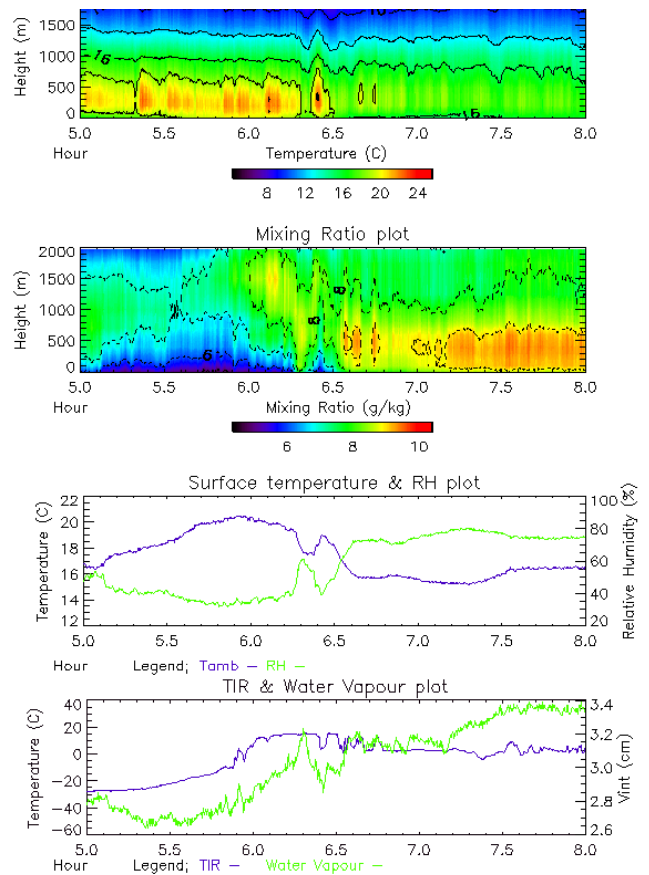 1500
1000
500
0
Height (m)
16
16
5.0 5.5 6.0 6.5 7.0 7.5 8.0
Hour Temperature (C)
8 12 16 20 24
Mixing Ratio plot
2000
1500
1000
500
0
Height (m)
8
8
6
5.0 5.5 6.0 6.5 7.0 7.5 8.0
Hour Mixing Ratio (g/kg)
6 8 10
Surface temperature & RH plot
22
20
18
16
14
12
Temperature (C)
100
80
60
40
20
Relative Humidity (%)
5.0 5.5 6.0 6.5 7.0 7.5 8.0
Hour Legend; Tamb – RH –
TIR & Water Vapour plot
40
20
0
−20
−40
−60
Temperature (C)
3.4
3.2
3.1
2.9
2.8
2.6
Vint (cm)
5.0 5.5 6.0 6.5 7.0 7.5 8.0
Hour Legend; TIR – Water Vapour –